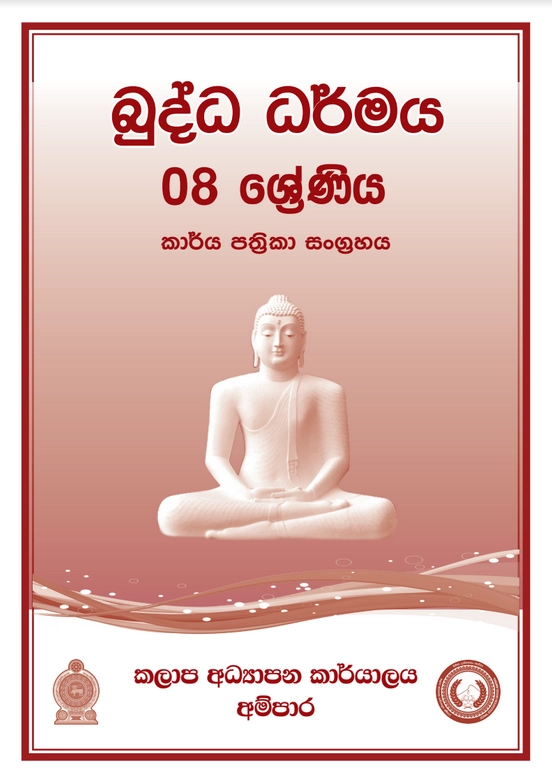 බුද්ධ ධර්මය
08 ශ්‍රේණිය
කාර්ය පත්‍රිකා සංග්‍රහය
කලාප අධ්‍යාපන කාර්යාලය
අම්පාර